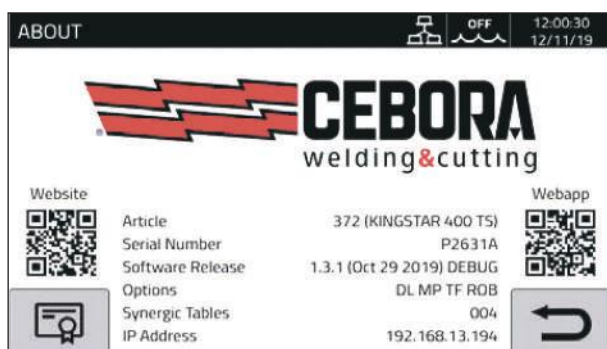 ABOUT
OFF
12:00:30
12/11/19
CEBORA
welding&cutting
Website
Webapp
Article 372 (KINGSTAR 400 TS)
Serial Number P2631A
Software Release 1.3.1 (Oct 29 2019) DEBUG
Options DL MP TF ROB
Synergic Tables 004
IP Address 192.168.13.194